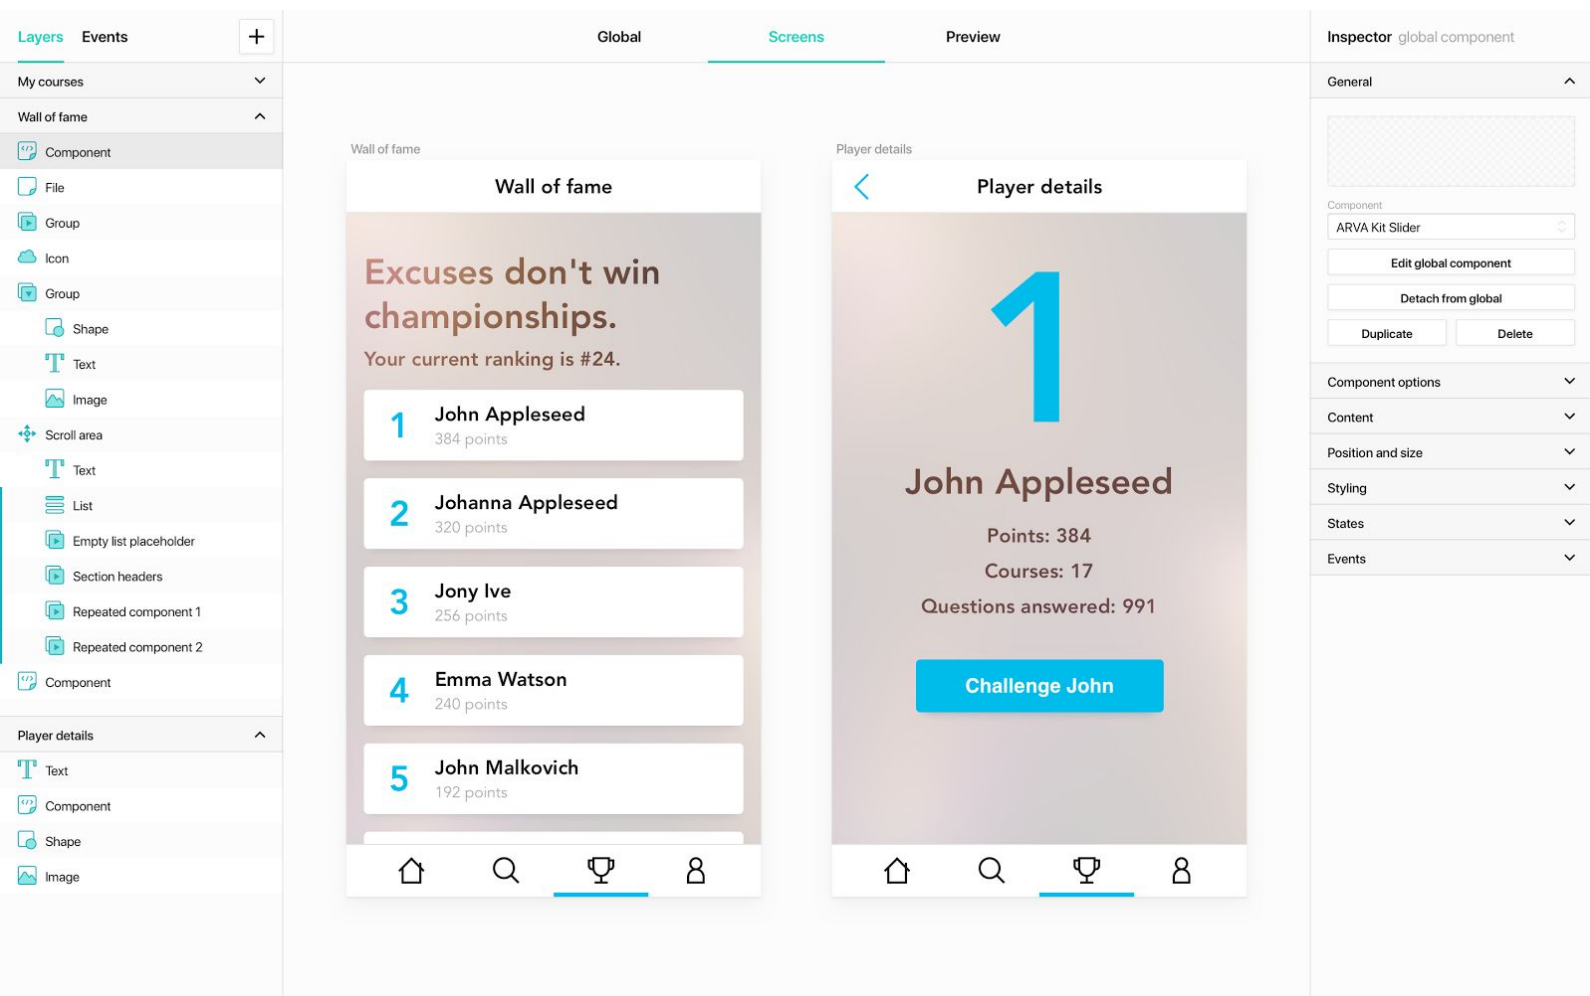 Layers Events
My courses
Wall of fame
Component
File
Group
Icon
Group
Shape
Text
Image
Scroll area
Text
List
Empty list placeholder
Section headers
Repeated component 1
Repeated component 2
Component
Player details
Text
Component
Shape
Image
Global Screens Preview
Wall of fame
Wall of fame
Excuses don't win
championships.
Your current ranking is #24.
1 John Appleseed
384 points
2 Johanna Appleseed
320 points
3 Jony Ive
256 points
4 Emma Watson
240 points
5 John Malkovich
192 points
Player details
Player details
1
John Appleseed
Points: 384
Courses: 17
Questions answered: 991
Challenge John
Inspector global component
General
Component
ARVA Kit Slider
Edit global component
Detach from global
Duplicate Delete
Component options
Content
Position and size
Styling
States
Events